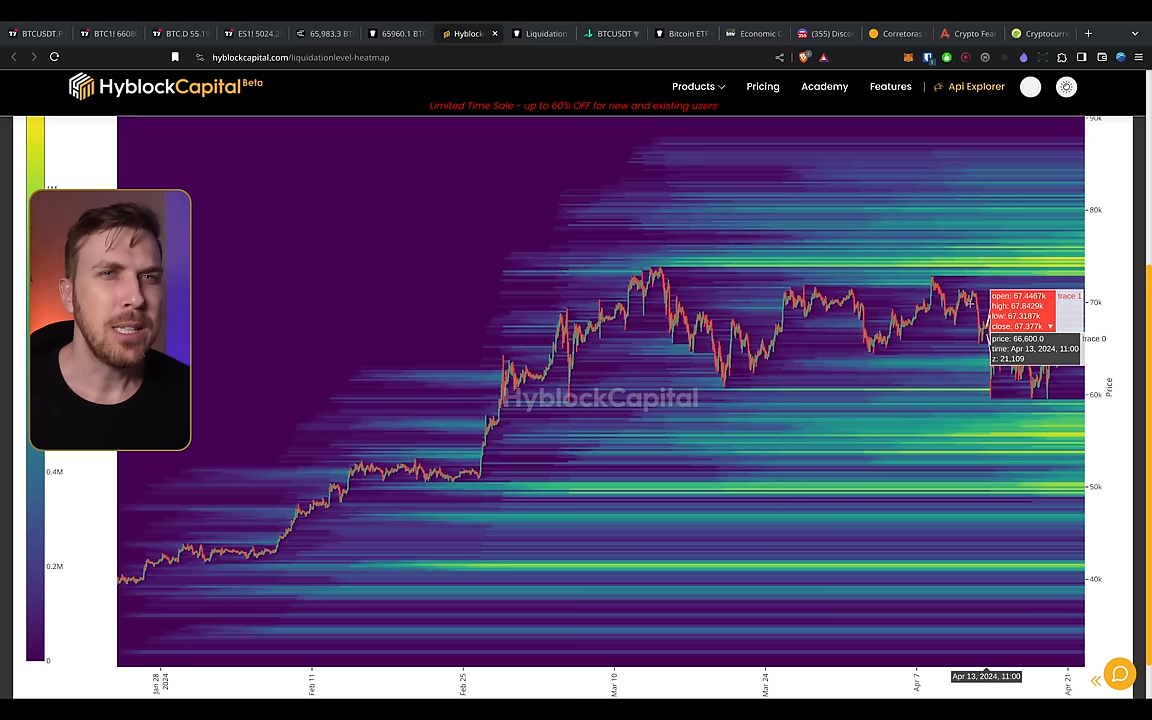 BTCUSDT.P
BTC1! 6608
BTC.D 55.19
ES1! 5024.2
65,983.3 BT
65960.1 BTC
Hyblock
Liquidation
BTCUSDT
Bitcoin ETF
Economic C
(355) Disco
Corretoras
Crypto Fea
Cryptocurre
hyblockcapital.com/liquidationlevel-heatmap
HyblockCapital Beta
Products
Pricing
Academy
Features
Api Explorer
Limited Time Sale - up to 60% OFF for new and existing users
90k
80k
70k
60k
50k
40k
Price
1M
0.4M
0.2M
0
open: 67.4467k
high: 67.8429k
low: 67.3187k
close: 67.377k ▼
trace 1
price: 66,600.0
time: Apr 13, 2024, 11:00
z: 21,109
trace 0
HyblockCapital
Jan 28
2024
Feb 11
Feb 25
Mar 10
Mar 24
Apr 7
Apr 13, 2024, 11:00
Apr 21